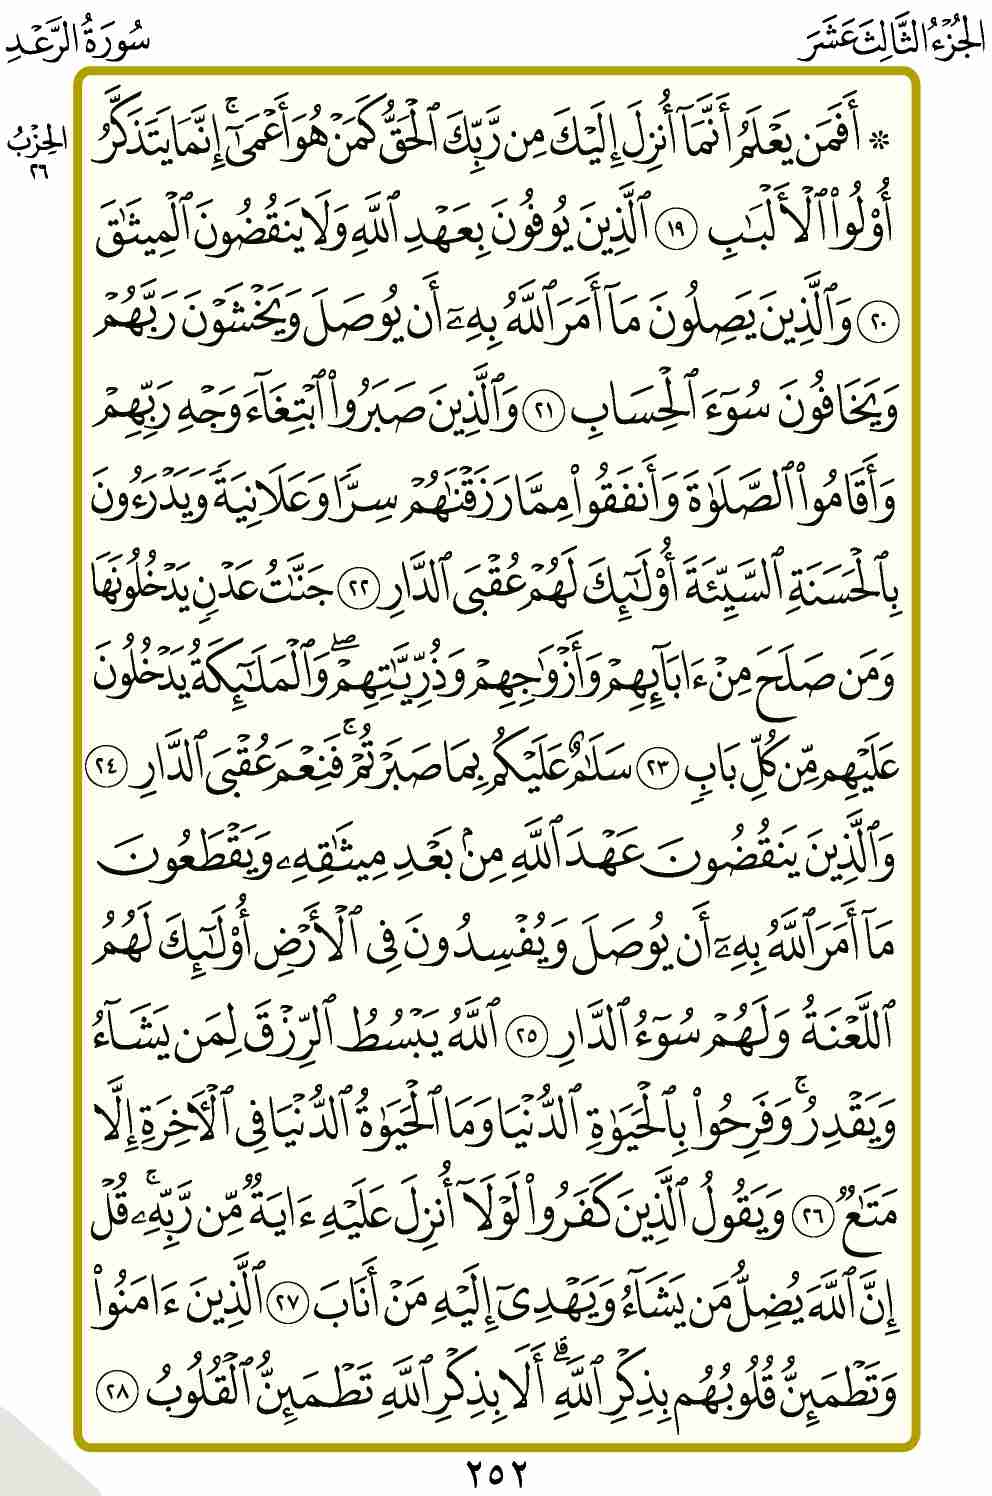 الجُزْءُ الثَّالِثَ عَشَرَ
سُورَةُ الرَّعْدِ
۞ أَفَمَن يَعْلَمُ أَنَّمَآ أُنزِلَ إِلَيْكَ مِن رَّبِّكَ ٱلْحَقُّ كَمَنْ هُوَ أَعْمَىٰٓۚ إِنَّمَا يَتَذَكَّرُ
الحِزْبُ
٢٦
أُو۟لُوا۟ ٱلْأَلْبَٰبِ ١٩ ٱلَّذِينَ يُوفُونَ بِعَهْدِ ٱللَّهِ وَلَا يَنقُضُونَ ٱلْمِيثَٰقَ
٢٠ وَٱلَّذِينَ يَصِلُونَ مَآ أَمَرَ ٱللَّهُ بِهِۦٓ أَن يُوصَلَ وَيَخْشَوْنَ رَبَّهُمْ
وَيَخَافُونَ سُوٓءَ ٱلْحِسَابِ ٢١ وَٱلَّذِينَ صَبَرُوا۟ ٱبْتِغَآءَ وَجْهِ رَبِّهِمْ
وَأَقَامُوا۟ ٱلصَّلَوٰةَ وَأَنفَقُوا۟ مِمَّا رَزَقْنَٰهُمْ سِرًّا وَعَلَانِيَةً وَيَدْرَءُونَ
بِٱلْحَسَنَةِ ٱلسَّيِّئَةَ أُو۟لَٰٓئِكَ لَهُمْ عُقْبَى ٱلدَّارِ ٢٢ جَنَّٰتُ عَدْنٍ يَدْخُلُونَهَا
وَمَن صَلَحَ مِنْ ءَابَآئِهِمْ وَأَزْوَٰجِهِمْ وَذُرِّيَّٰتِهِمْۖ وَٱلْمَلَٰٓئِكَةُ يَدْخُلُونَ
عَلَيْهِم مِّن كُلِّ بَابٍ ٢٣ سَلَٰمٌ عَلَيْكُم بِمَا صَبَرْتُمْۚ فَنِعْمَ عُقْبَى ٱلدَّارِ ٢٤
وَٱلَّذِينَ يَنقُضُونَ عَهْدَ ٱللَّهِ مِنۢ بَعْدِ مِيثَٰقِهِۦ وَيَقْطَعُونَ
مَآ أَمَرَ ٱللَّهُ بِهِۦٓ أَن يُوصَلَ وَيُفْسِدُونَ فِى ٱلْأَرْضِ أُو۟لَٰٓئِكَ لَهُمُ
ٱللَّعْنَةُ وَلَهُمْ سُوٓءُ ٱلدَّارِ ٢٥ ٱللَّهُ يَبْسُطُ ٱلرِّزْقَ لِمَن يَشَآءُ
وَيَقْدِرُۚ وَفَرِحُوا۟ بِٱلْحَيَوٰةِ ٱلدُّنْيَا وَمَا ٱلْحَيَوٰةُ ٱلدُّنْيَا فِى ٱلْءَاخِرَةِ إِلَّا
مَتَٰعٌ ٢٦ وَيَقُولُ ٱلَّذِينَ كَفَرُوا۟ لَوْلَآ أُنزِلَ عَلَيْهِ ءَايَةٌ مِّن رَّبِّهِۦۚ قُلْ
إِنَّ ٱللَّهَ يُضِلُّ مَن يَشَآءُ وَيَهْدِىٓ إِلَيْهِ مَنْ أَنَابَ ٢٧ ٱلَّذِينَ ءَامَنُوا۟
وَتَطْمَئِنُّ قُلُوبُهُم بِذِكْرِ ٱللَّهِۗ أَلَا بِذِكْرِ ٱللَّهِ تَطْمَئِنُّ ٱلْقُلُوبُ ٢٨
٢٥٢